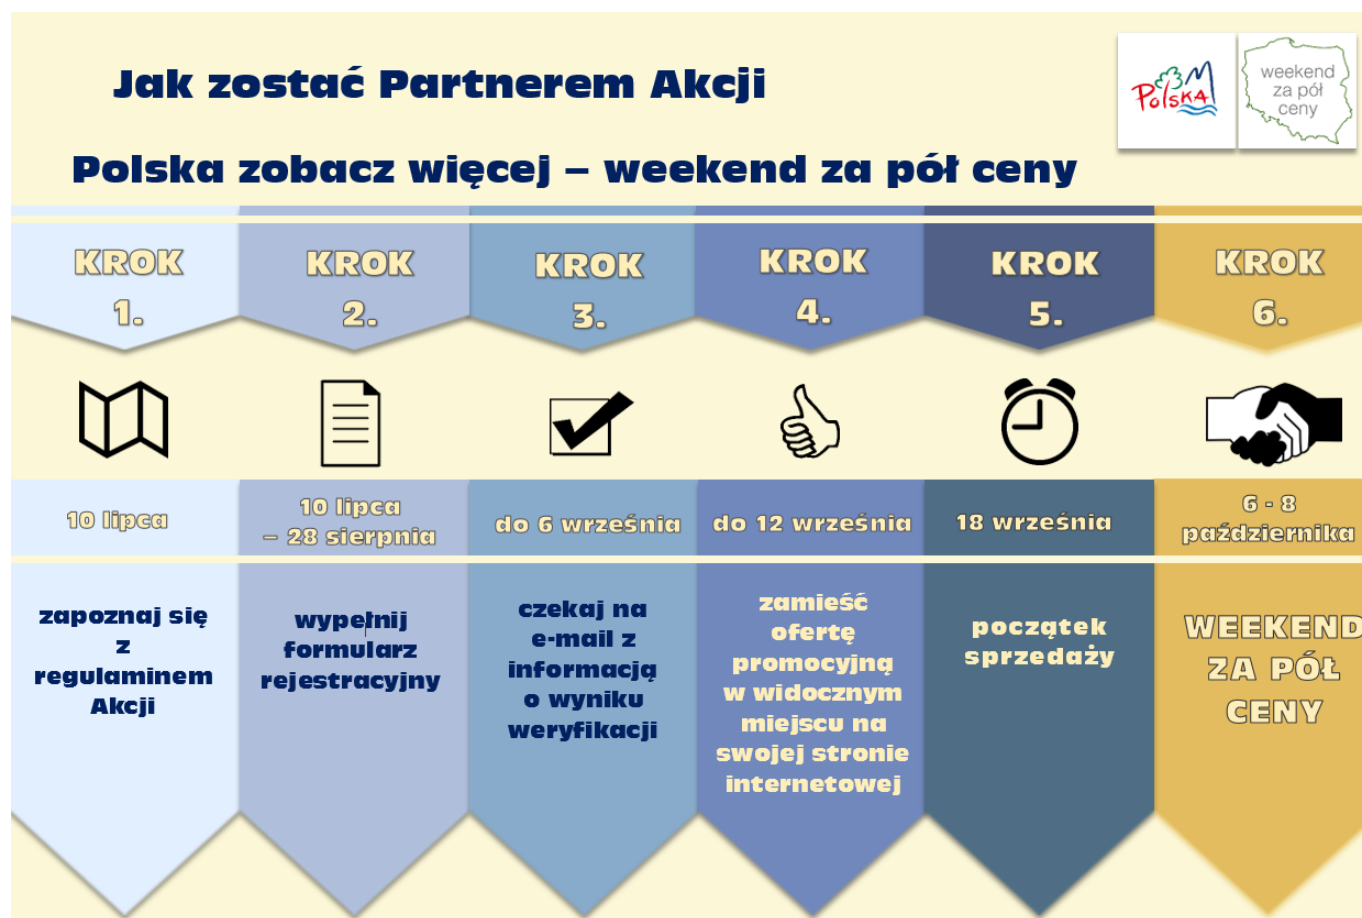 Jak zostać Partnerem Akcji
Polska zobacz więcej – weekend za pół ceny
PolsKA
weekend
za pół
ceny
KROK
1.
KROK
2.
KROK
3.
KROK
4.
KROK
5.
KROK
6.
10 lipca
10 lipca
– 28 sierpnia
do 6 września
do 12 września
18 września
6 - 8
października
zapoznaj się
z
regulaminem
Akcji
wypełnij
formularz
rejestracyjny
czekaj na
e-mail z
informacją
o wyniku
weryfikacji
zamieść
ofertę
promocyjną
w widocznym
miejscu na
swojej stronie
internetowej
początek
sprzedaży
WEEKEND
ZA PÓŁ
CENY